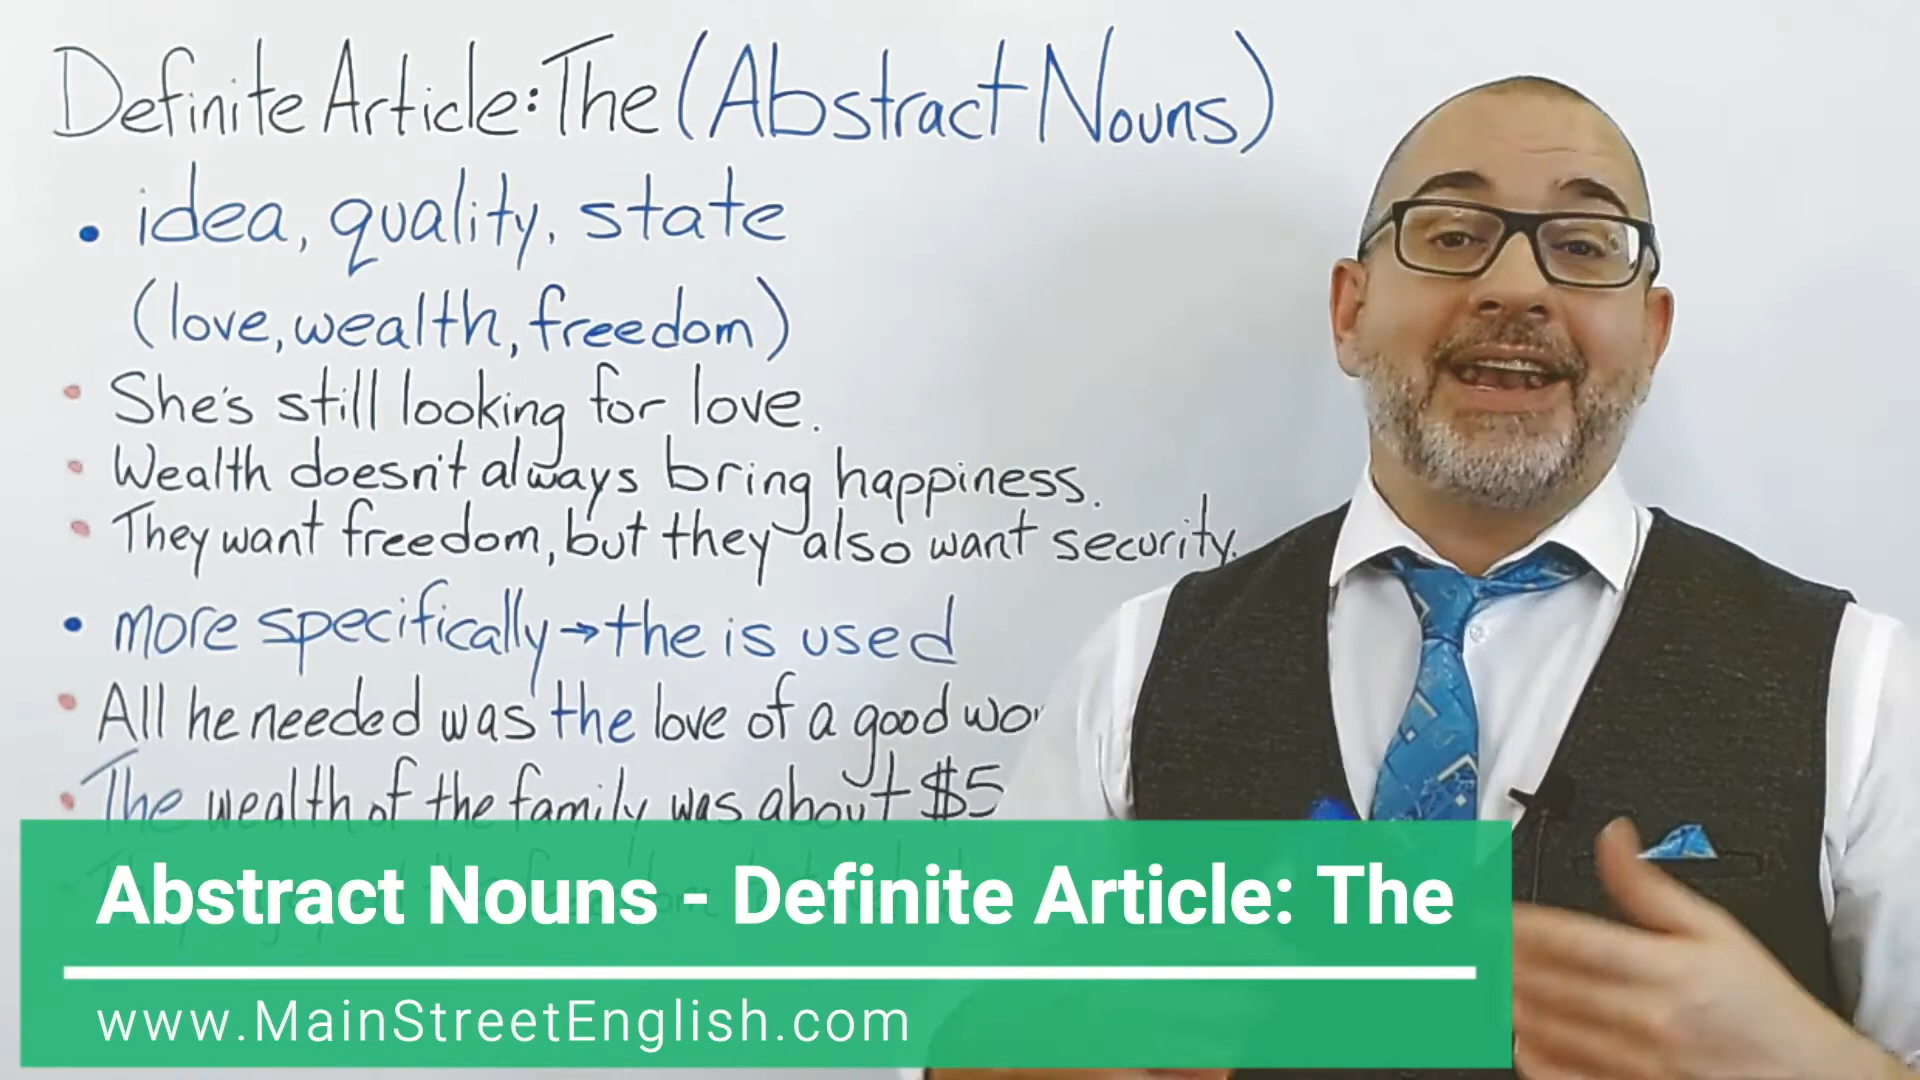 Definite Article: The (Abstract Nouns)
• idea, quality, state
(love, wealth, freedom)
• She's still looking for love.
• Wealth doesn't always bring happiness.
• They want freedom, but they also want security.
• more specifically → the is used
• All he needed was the love of a good
• The wealth of the family was about $5
Abstract Nouns - Definite Article: The
www.MainStreetEnglish.com